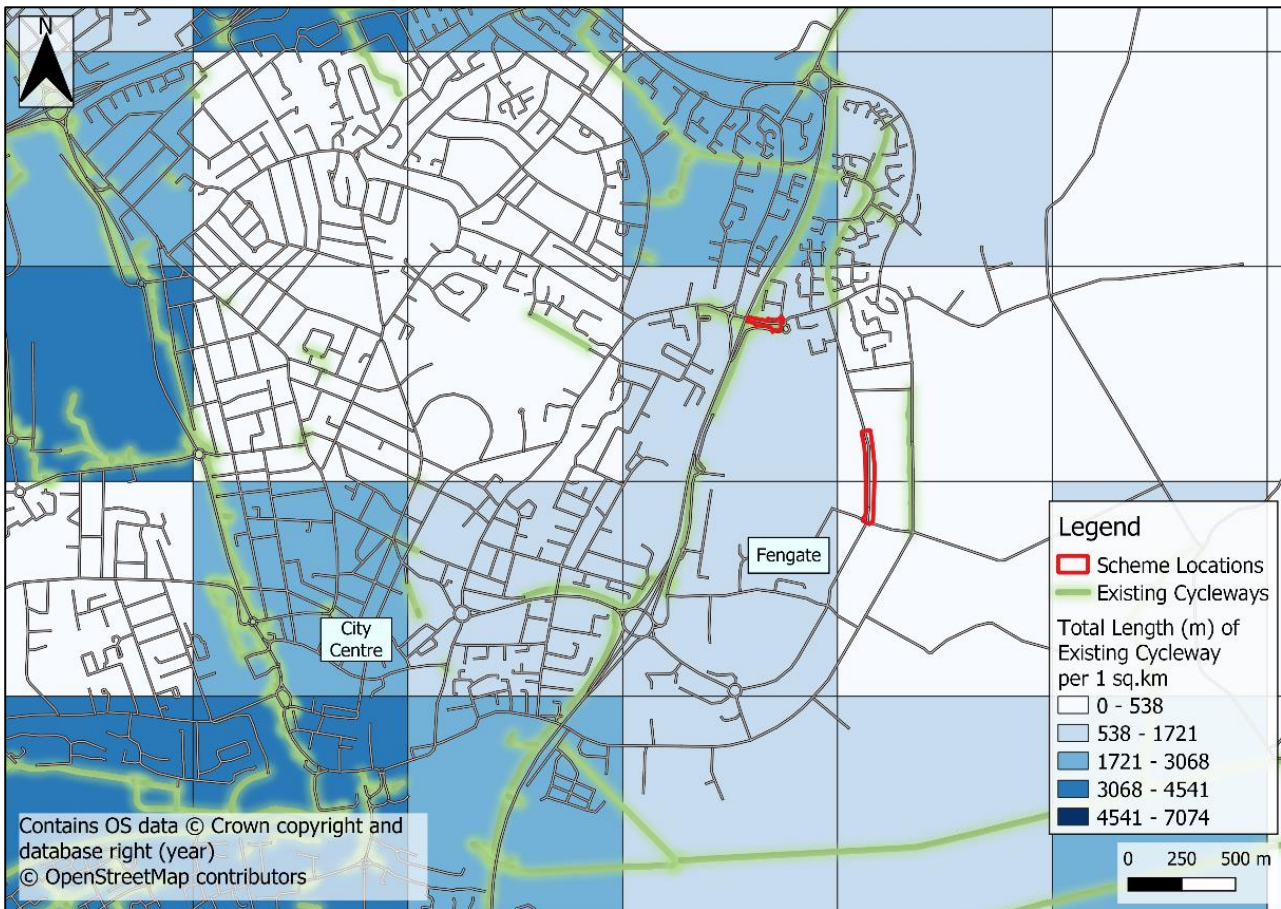 N
Fengate
City
Centre
Legend
Scheme Locations
Existing Cycleways
Total Length (m) of
Existing Cycleway
per 1 sq.km
0 - 538
538 - 1721
1721 - 3068
3068 - 4541
4541 - 7074
Contains OS data © Crown copyright and
database right (year)
© OpenStreetMap contributors
0 250 500 m